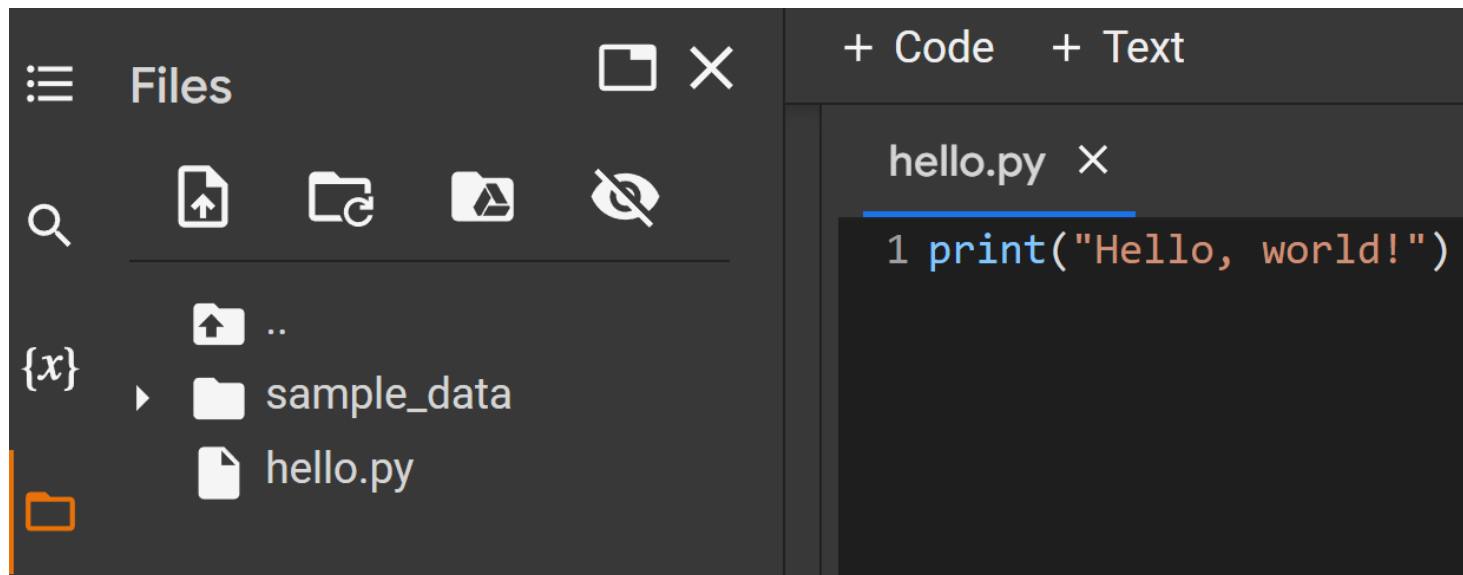 Files
{x}
..
sample_data
hello.py
+ Code + Text
hello.py
1 print("Hello, world!")